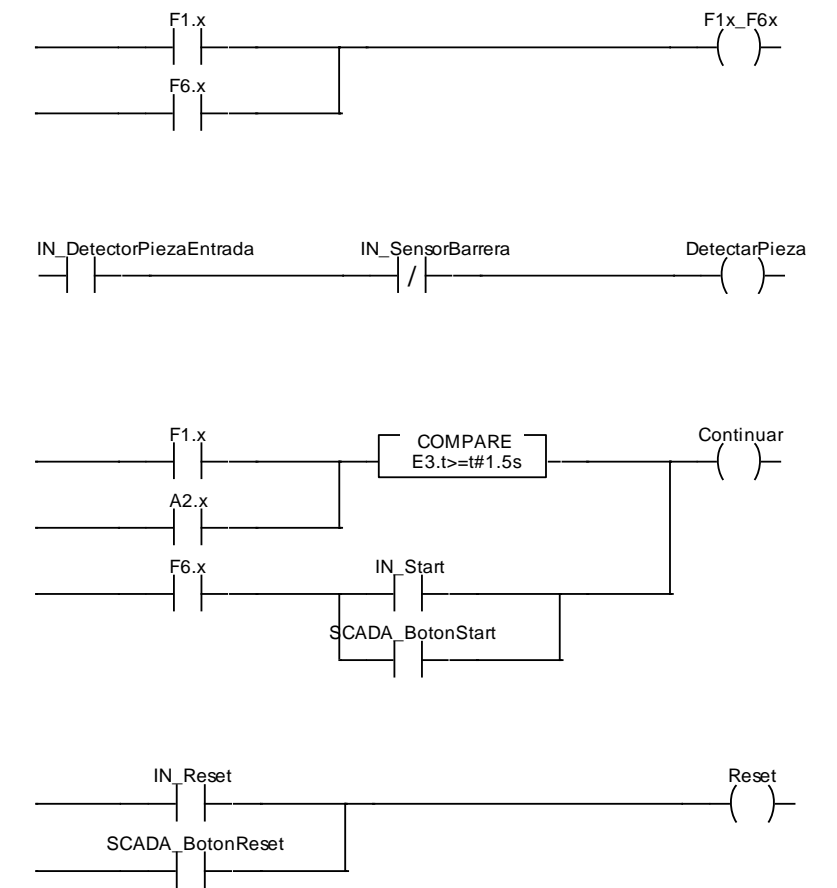 F1.x
F1x_F6x
F6.x
IN_DetectorPiezaEntrada
IN_SensorBarrera
DetectarPieza
F1.x
COMPARE
E3.t>=t#1.5s
Continuar
A2.x
F6.x
IN_Start
SCADA_BotonStart
IN_Reset
Reset
SCADA_BotonReset